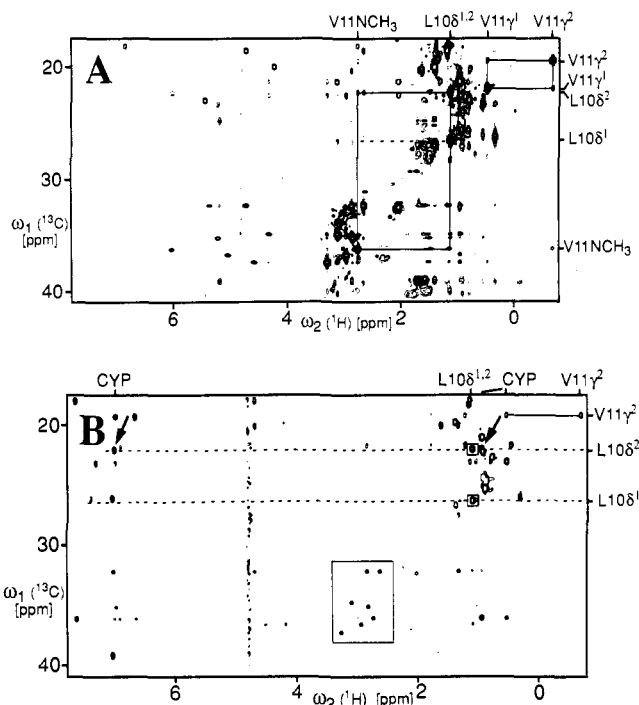 V11NCH₃ L10δ¹,² V11γ¹ V11γ²
A
20
30
40
ω₁ (¹³C)
[ppm]
V11γ²
V11γ¹
L10δ²
L10δ¹
V11NCH₃
6 4 2 0
ω₂ (¹H) [ppm]
CYP L10δ¹,² CYP V11γ²
B
20
30
40
ω₁ (¹³C)
[ppm]
V11γ²
L10δ²
L10δ¹
6 4 2 0
ω₂ (¹H) [ppm]